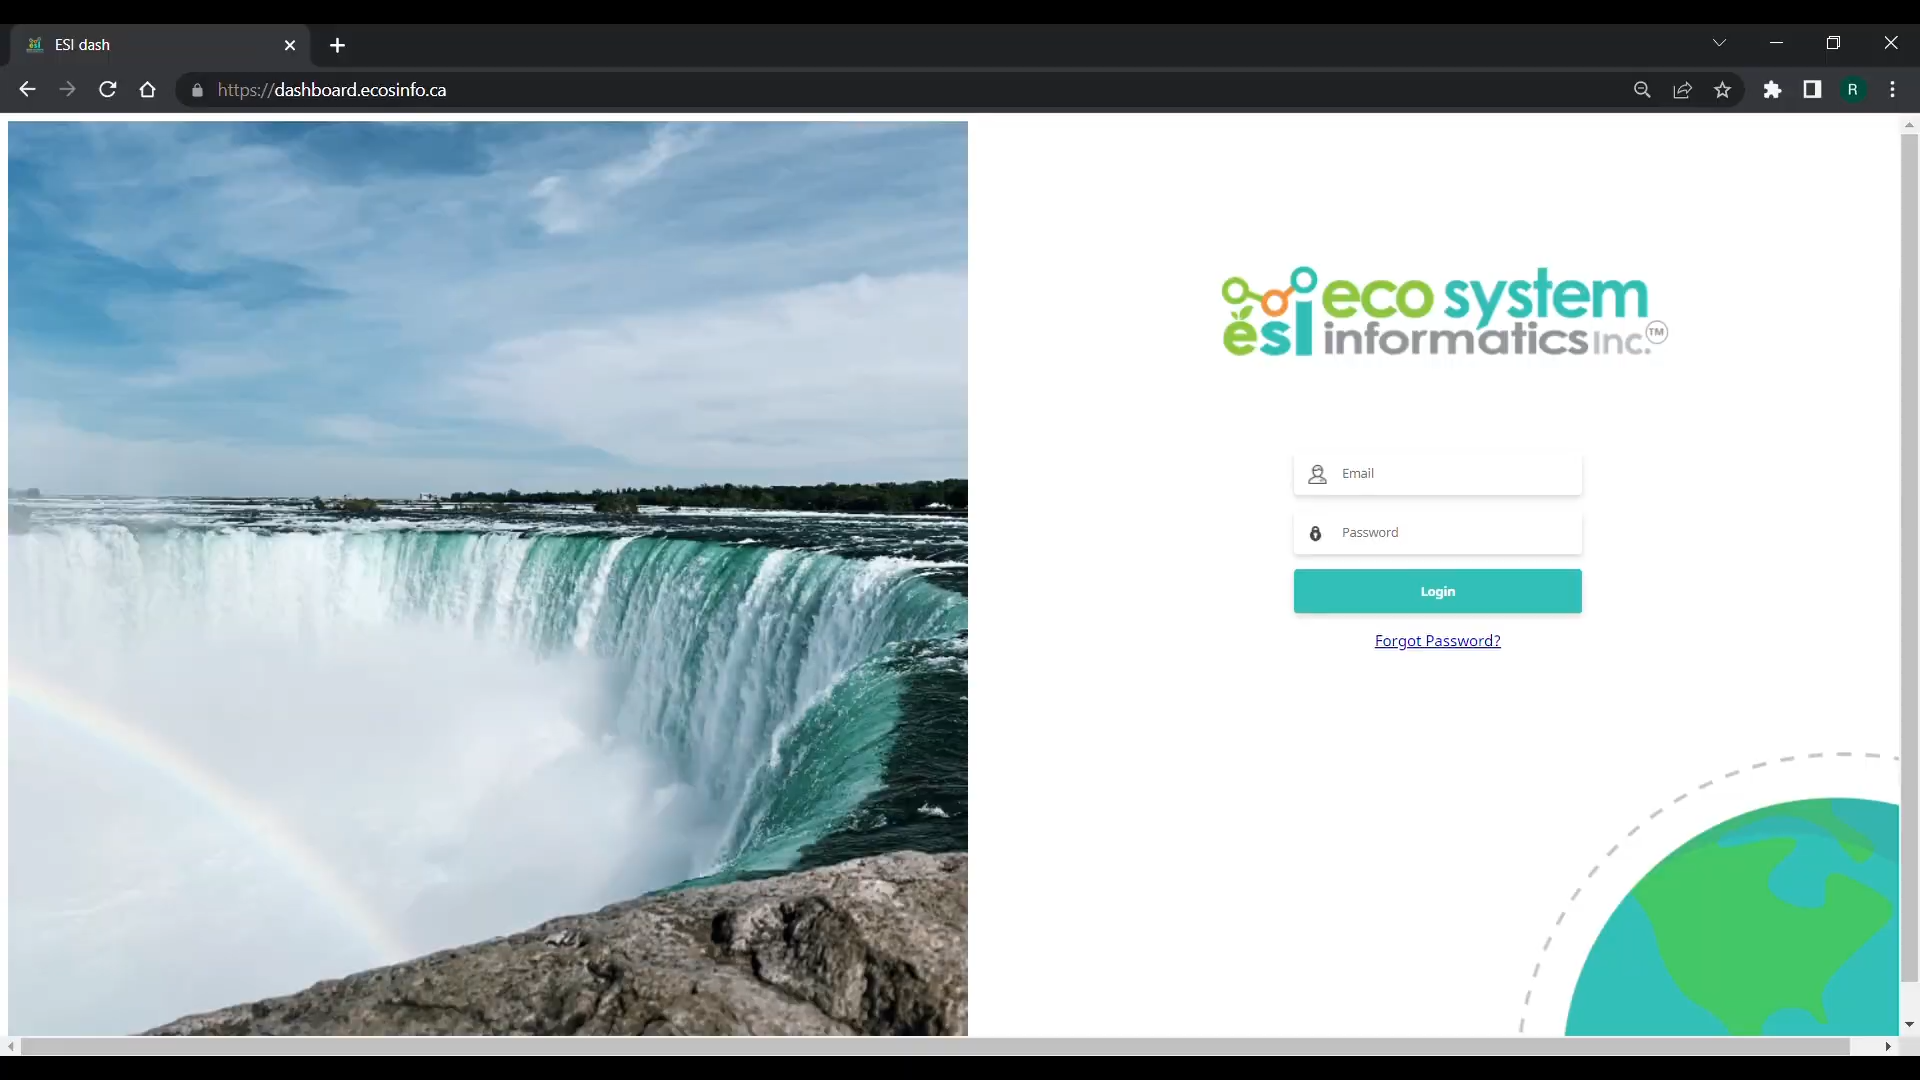 ESI dash
https://dashboard.ecosinfo.ca
R
esi eco system
informatics Inc.™
Email
Password
Login
Forgot Password?